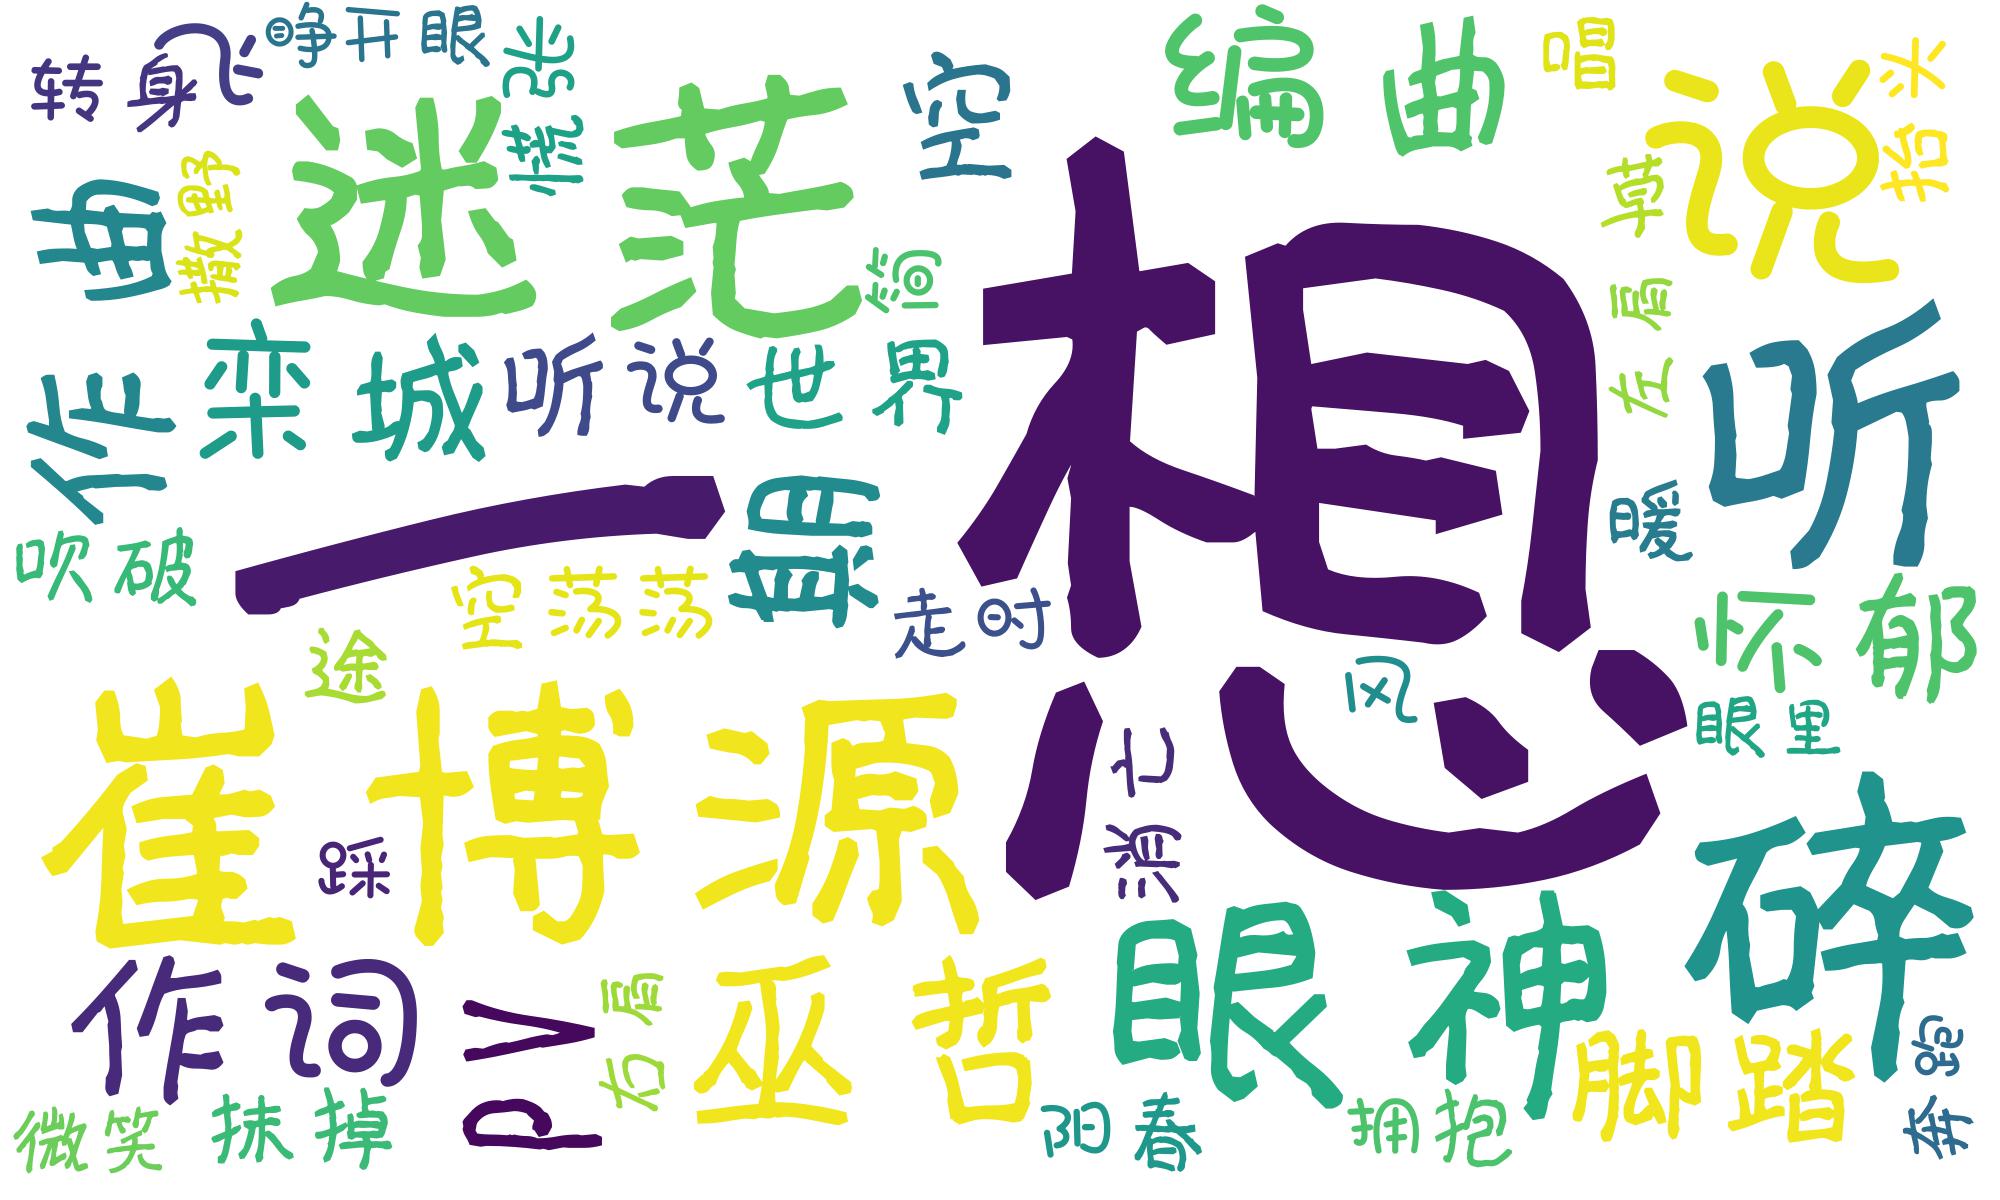 转身
飞
睁开眼
慌张
空
编曲
唱
说
抬头
曲
撒野
迷茫
简
想
草
左肩
作
栾城
听说
世界
听
一
期
暖
吹破
空荡荡
走时
怀郁
途
风
眼里
崔博源
踩
消亡
碎
作词
PV
右肩
巫哲
眼神
脚踏
奔跑
微笑
抹掉
阳春
拥抱